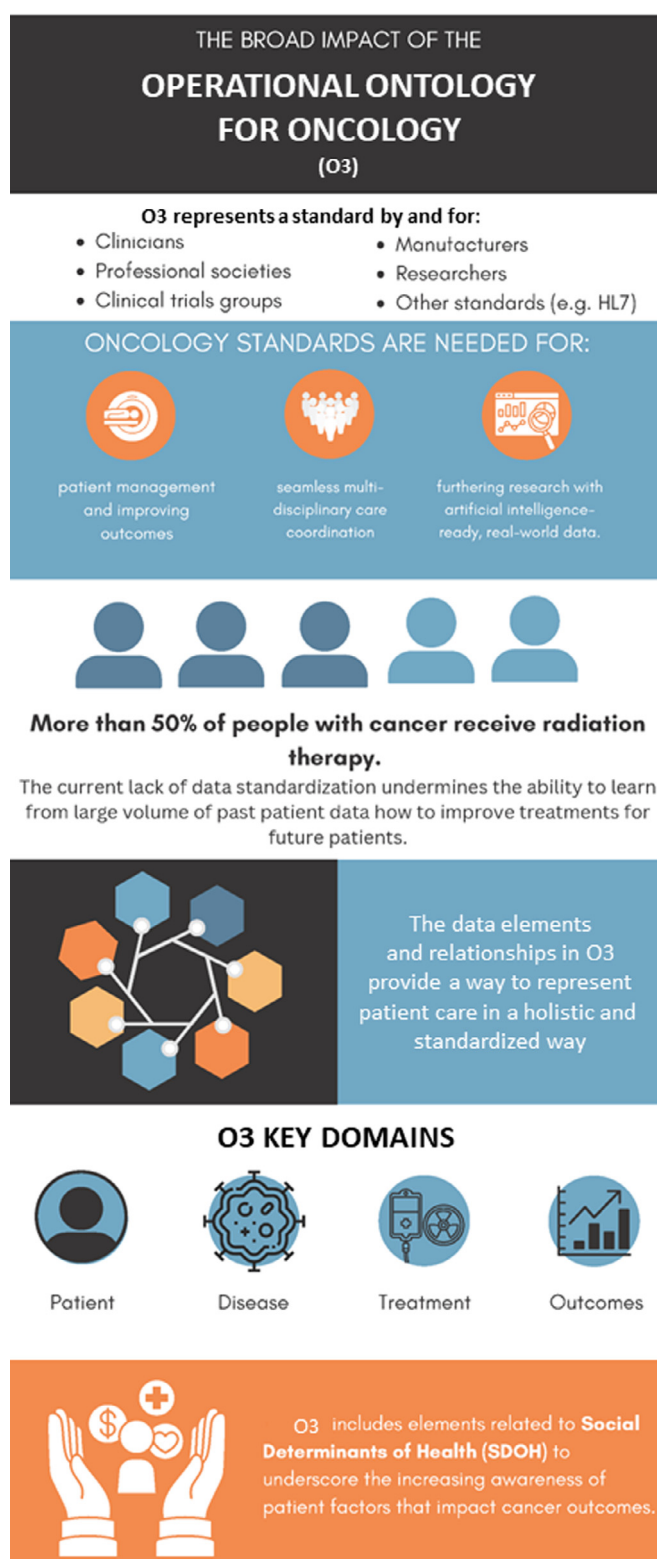 THE BROAD IMPACT OF THE
OPERATIONAL ONTOLOGY
FOR ONCOLOGY
(O3)
O3 represents a standard by and for:
• Clinicians
• Professional societies
• Clinical trials groups
• Manufacturers
• Researchers
• Other standards (e.g. HL7)
ONCOLOGY STANDARDS ARE NEEDED FOR:
patient management
and improving
outcomes
seamless multi-
disciplinary care
coordination
furthering research with
artificial intelligence-
ready, real-world data.
More than 50% of people with cancer receive radiation
therapy.
The current lack of data standardization undermines the ability to learn
from large volume of past patient data how to improve treatments for
future patients.
The data elements
and relationships in O3
provide a way to represent
patient care in a holistic and
standardized way
O3 KEY DOMAINS
Patient
Disease
Treatment
Outcomes
$
O3 includes elements related to Social
Determinants of Health (SDOH) to
underscore the increasing awareness of
patient factors that impact cancer outcomes.